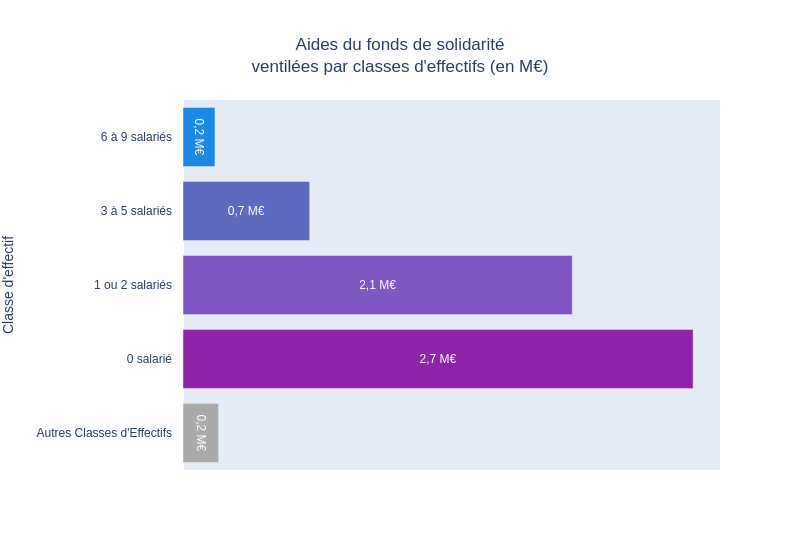 Aides du fonds de solidarité
ventilées par classes d'effectifs (en M€)
Classe d'effectif
6 à 9 salariés
0,2 M€
3 à 5 salariés
0,7 M€
1 ou 2 salariés
2,1 M€
0 salarié
2,7 M€
Autres Classes d'Effectifs
0,2 M€